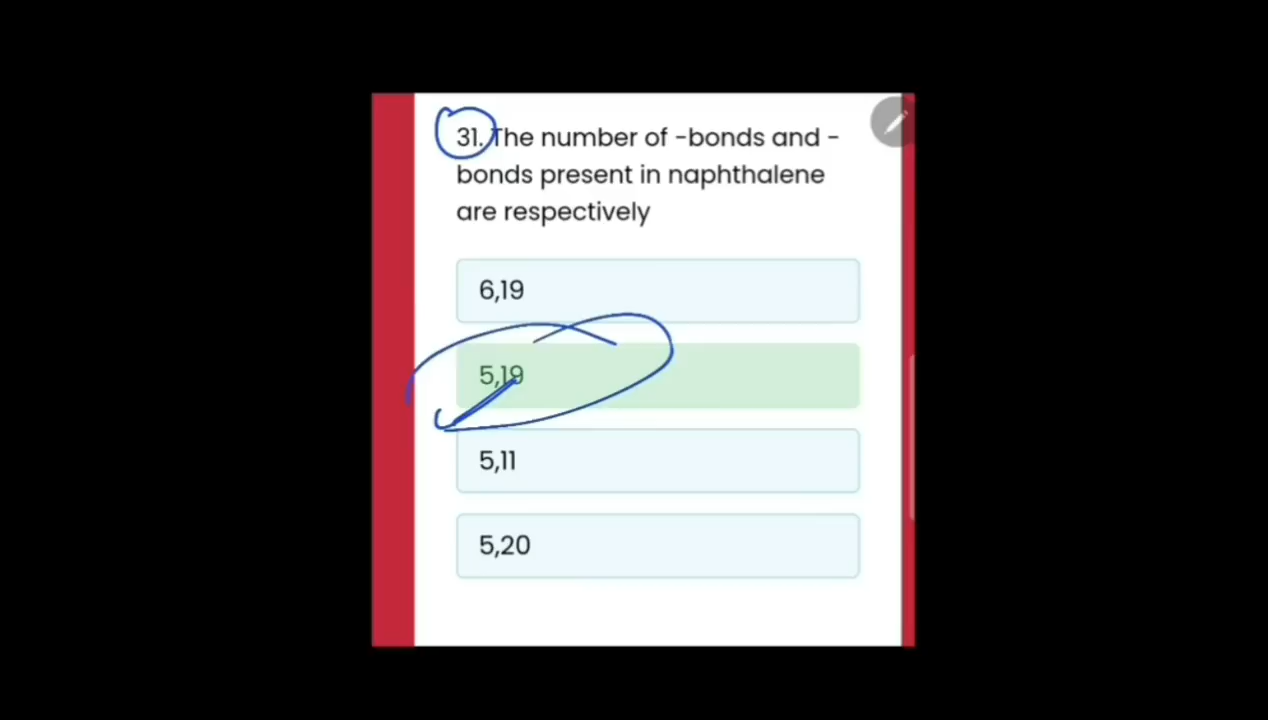 31. The number of -bonds and -
bonds present in naphthalene
are respectively
6,19
5,19
5,11
5,20